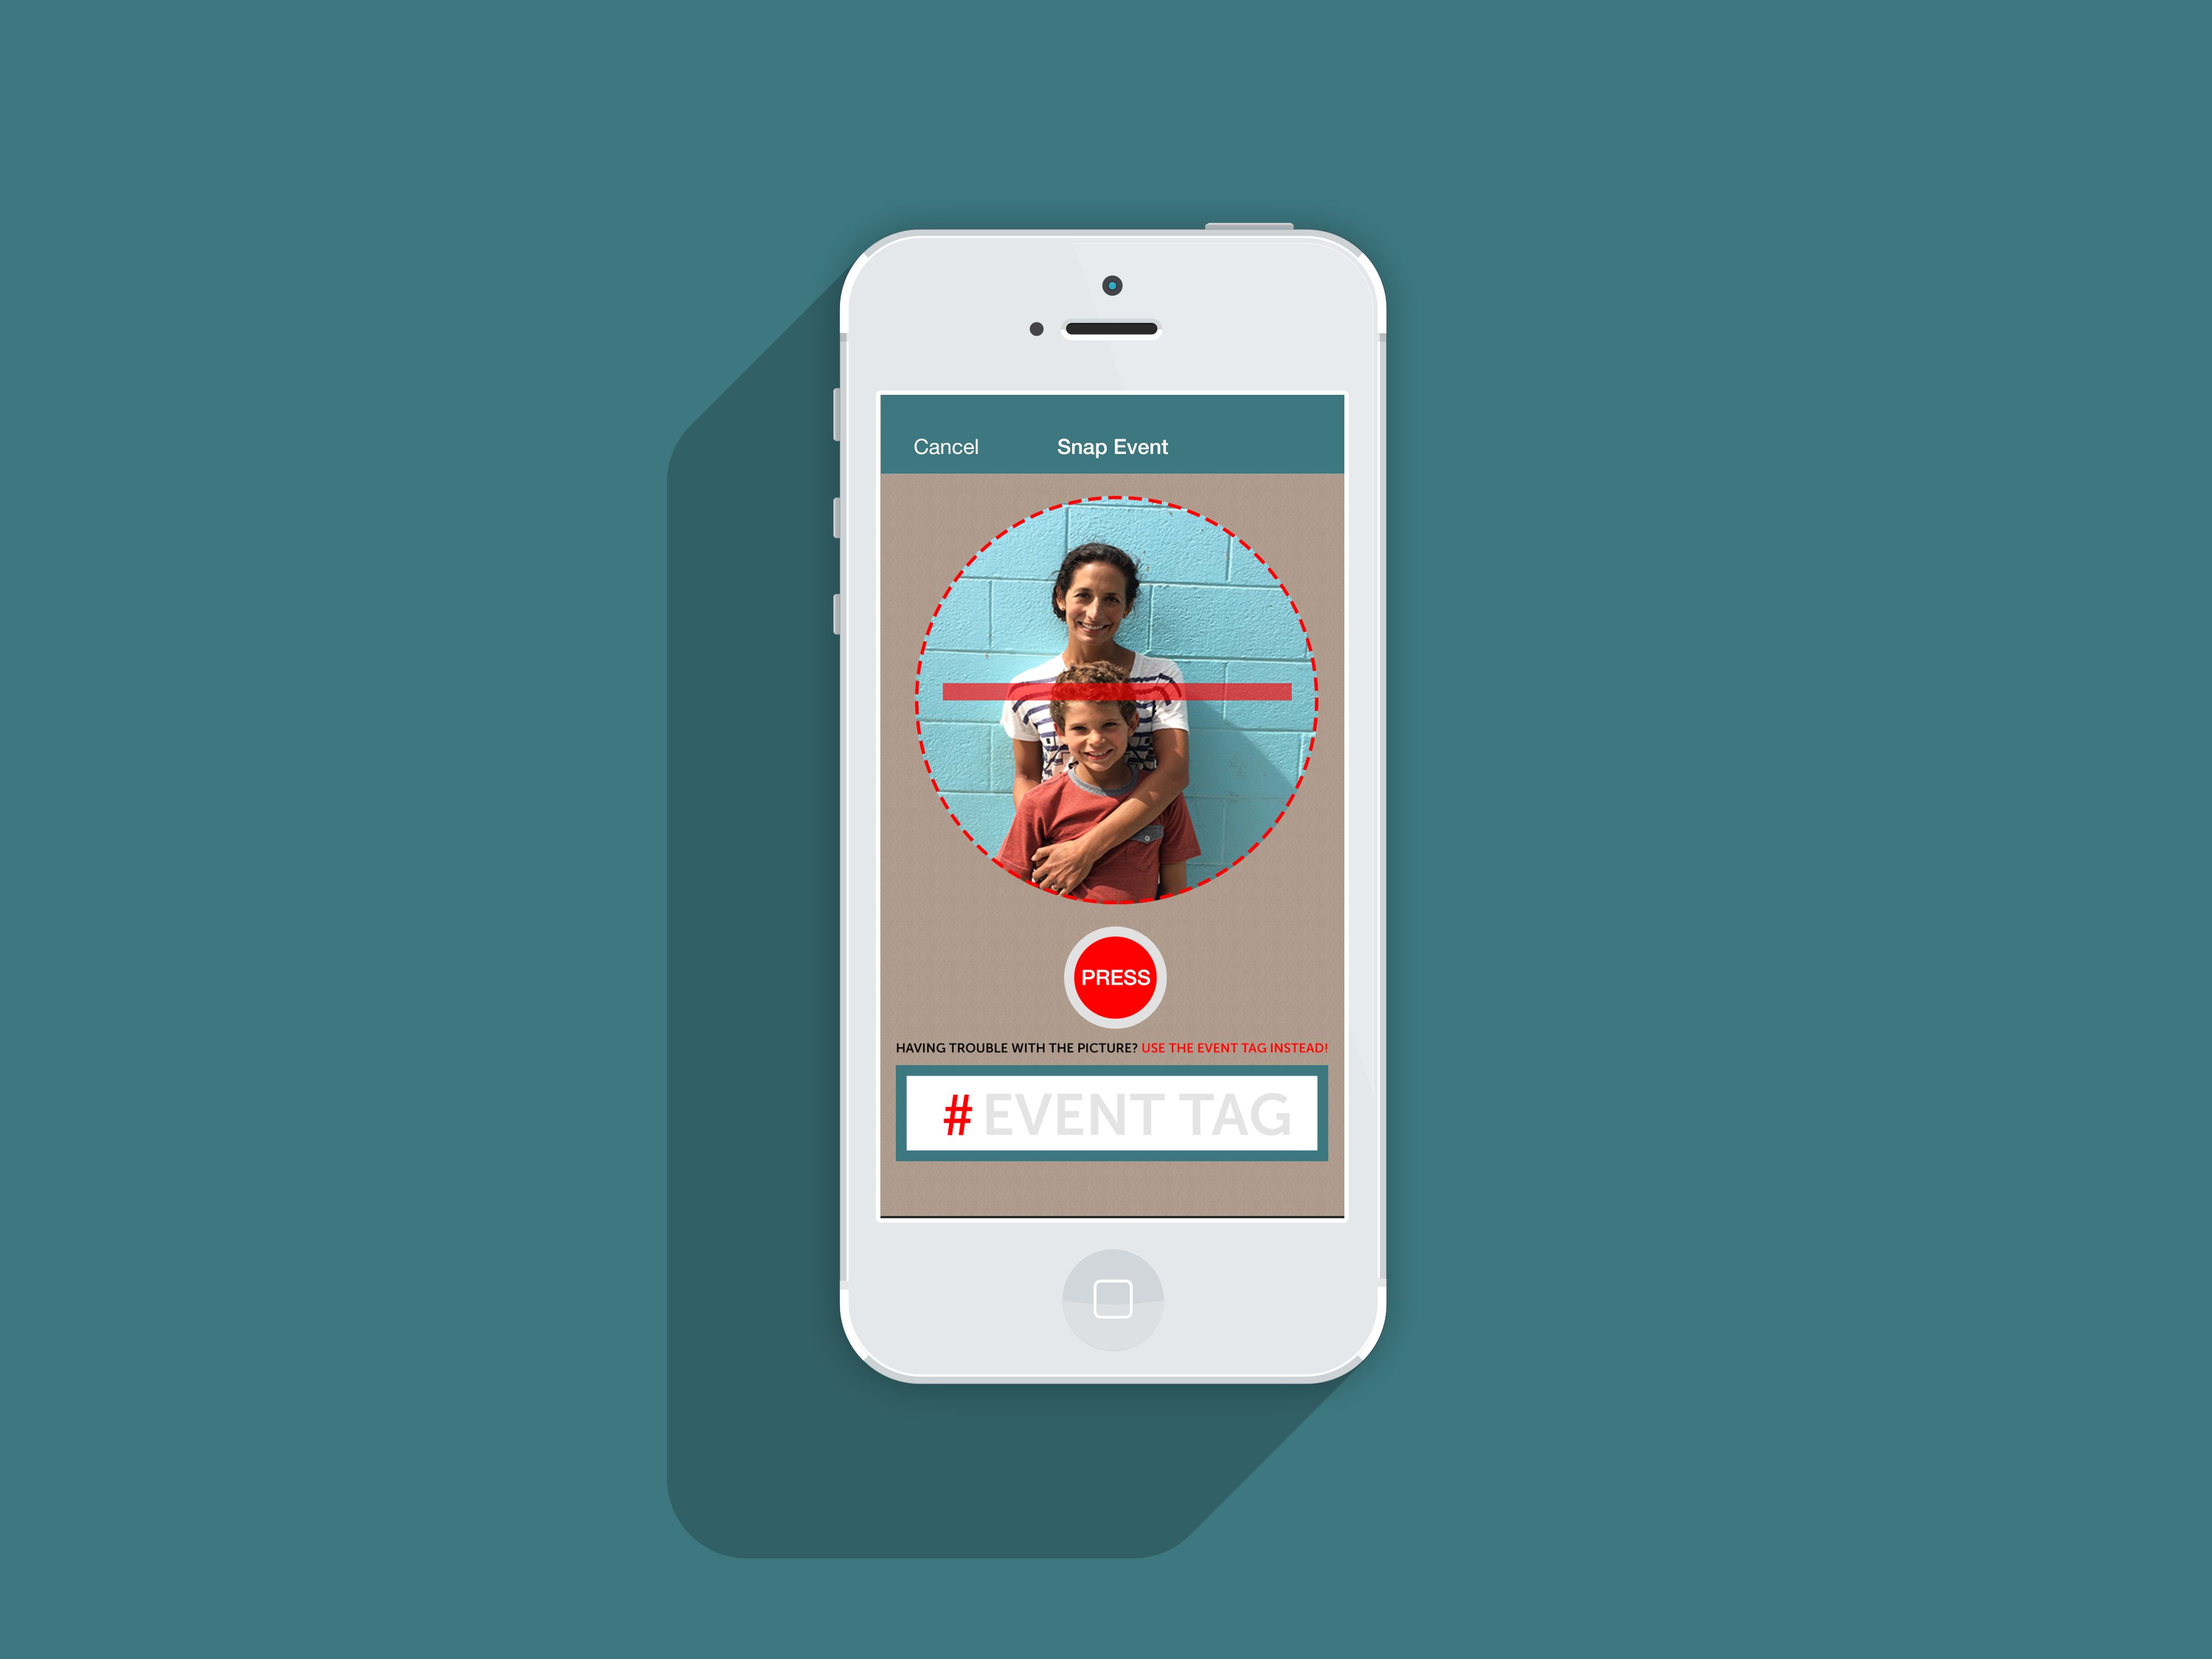 Cancel Snap Event
PRESS
HAVING TROUBLE WITH THE PICTURE? USE THE EVENT TAG INSTEAD!
# EVENT TAG